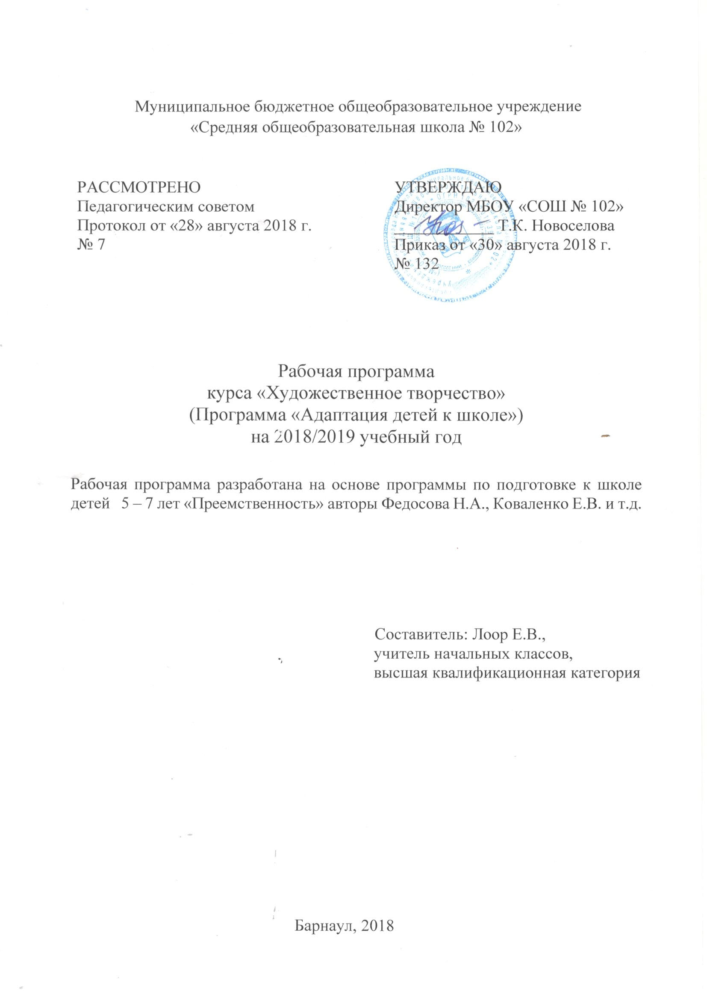 Муниципальное бюджетное общеобразовательное учреждение
«Средняя общеобразовательная школа № 102»
РАССМОТРЕНО
Педагогическим советом
Протокол от «28» августа 2018 г.
№ 7
УТВЕРЖДАЮ
Директор МБОУ «СОШ № 102»
Т.К. Новоселова
Приказ от «30» августа 2018 г.
№ 132
Рабочая программа
курса «Художественное творчество»
(Программа «Адаптация детей к школе»)
на 2018/2019 учебный год
Рабочая программа разработана на основе программы по подготовке к школе
детей 5 – 7 лет «Преемственность» авторы Федосова Н.А., Коваленко Е.В. и т.д.
Составитель: Лоор Е.В.,
учитель начальных классов,
высшая квалификационная категория
Барнаул, 2018